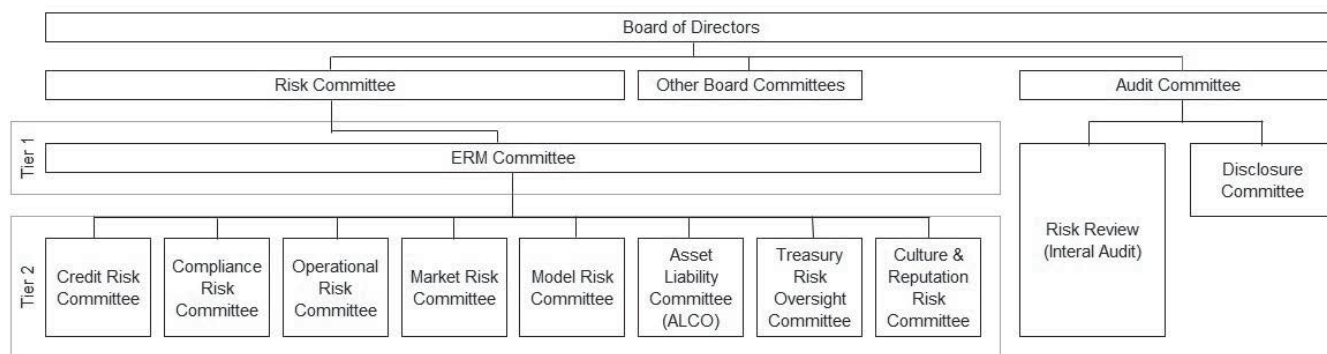 Board of Directors
Risk Committee
Other Board Committees
Audit Committee
Tier 1
ERM Committee
Risk Review
(Interal Audit)
Disclosure
Committee
Tier 2
Credit Risk
Committee
Compliance
Risk
Committee
Operational
Risk
Committee
Market Risk
Committee
Model Risk
Committee
Asset
Liability
Committee
(ALCO)
Treasury
Risk
Oversight
Committee
Culture &
Reputation
Risk
Committee